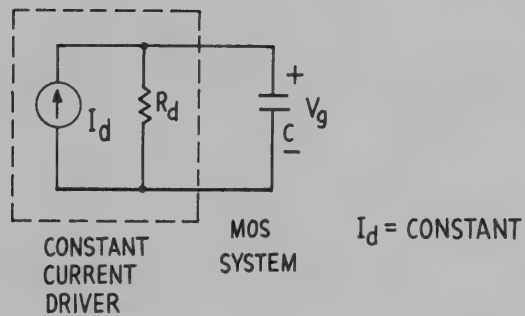 I_d
R_d
+
V_g
C
−
CONSTANT
CURRENT
DRIVER
MOS
SYSTEM
I_d = CONSTANT